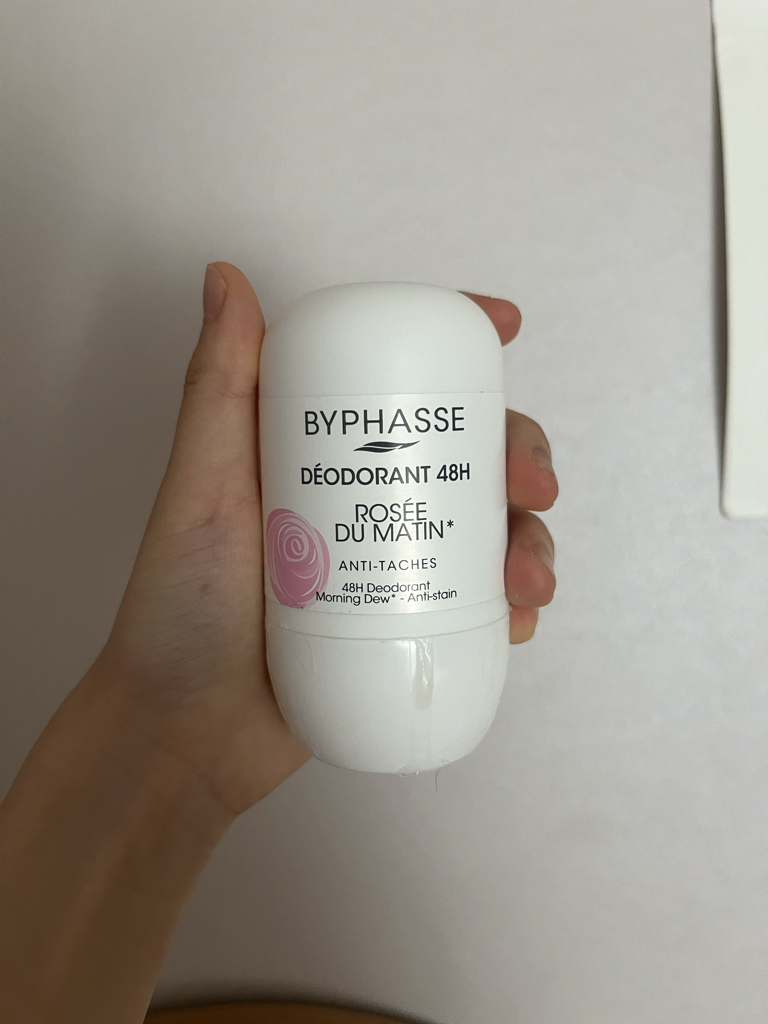 BYPHASSE
DÉODORANT 48H
ROSÉE
DU MATIN*
ANTI-TACHES
48H Deodorant
Morning Dew* - Anti-stain